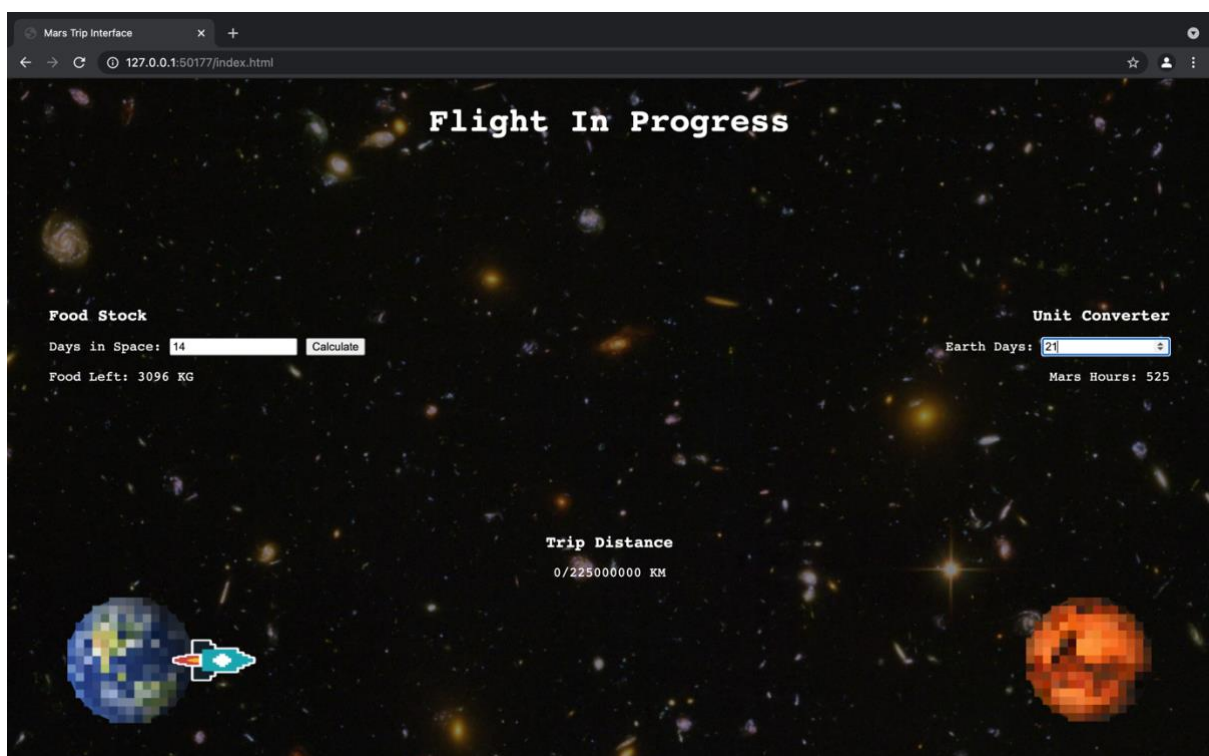 Mars Trip Interface
127.0.0.1:50177/index.html
Flight In Progress
Food Stock
Days in Space: 14 Calculate
Food Left: 3096 KG
Unit Converter
Earth Days: 21
Mars Hours: 525
Trip Distance
0/225000000 KM